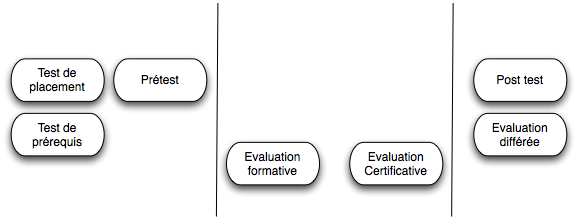 Test de
placement
Prétest
Test de
prérequis
Evaluation
formative
Evaluation
Certificative
Post test
Evaluation
différée